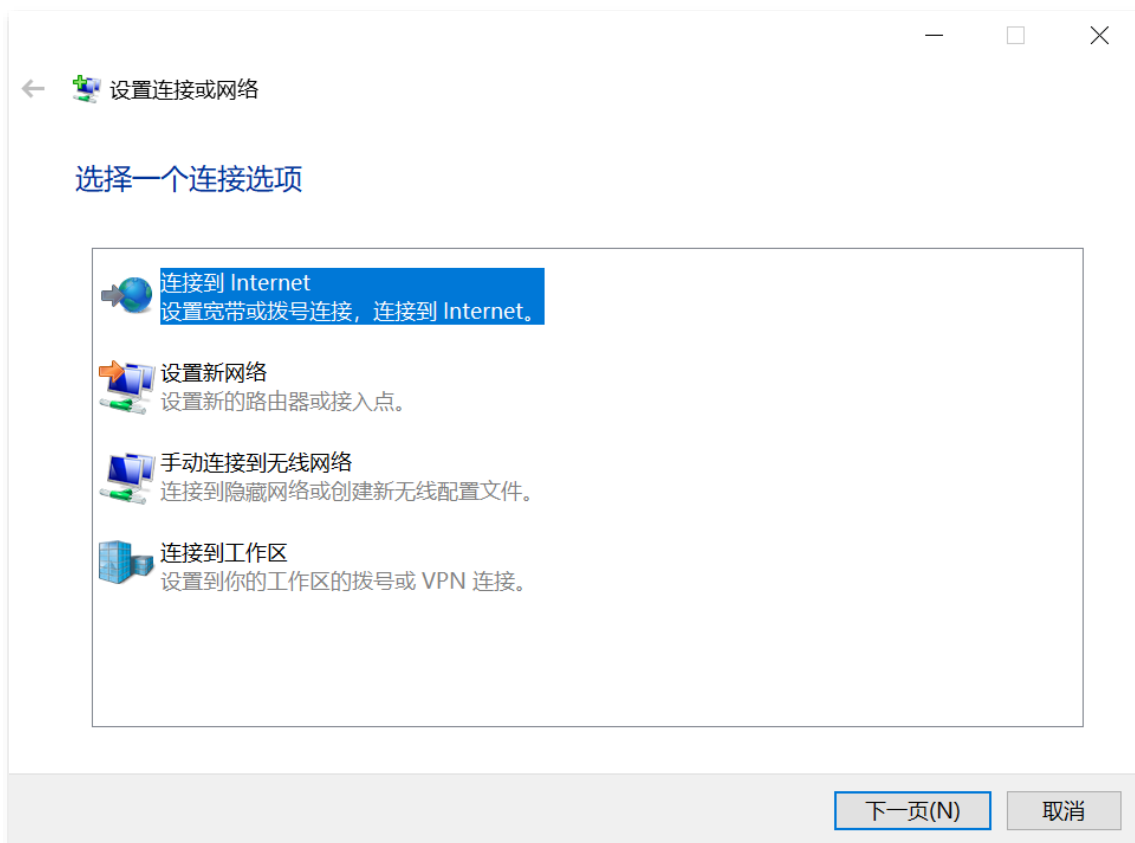 设置连接或网络
选择一个连接选项
连接到 Internet
设置宽带或拨号连接，连接到 Internet。
设置新网络
设置新的路由器或接入点。
手动连接到无线网络
连接到隐藏网络或创建新无线配置文件。
连接到工作区
设置到你的工作区的拨号或 VPN 连接。
下一页(N)
取消